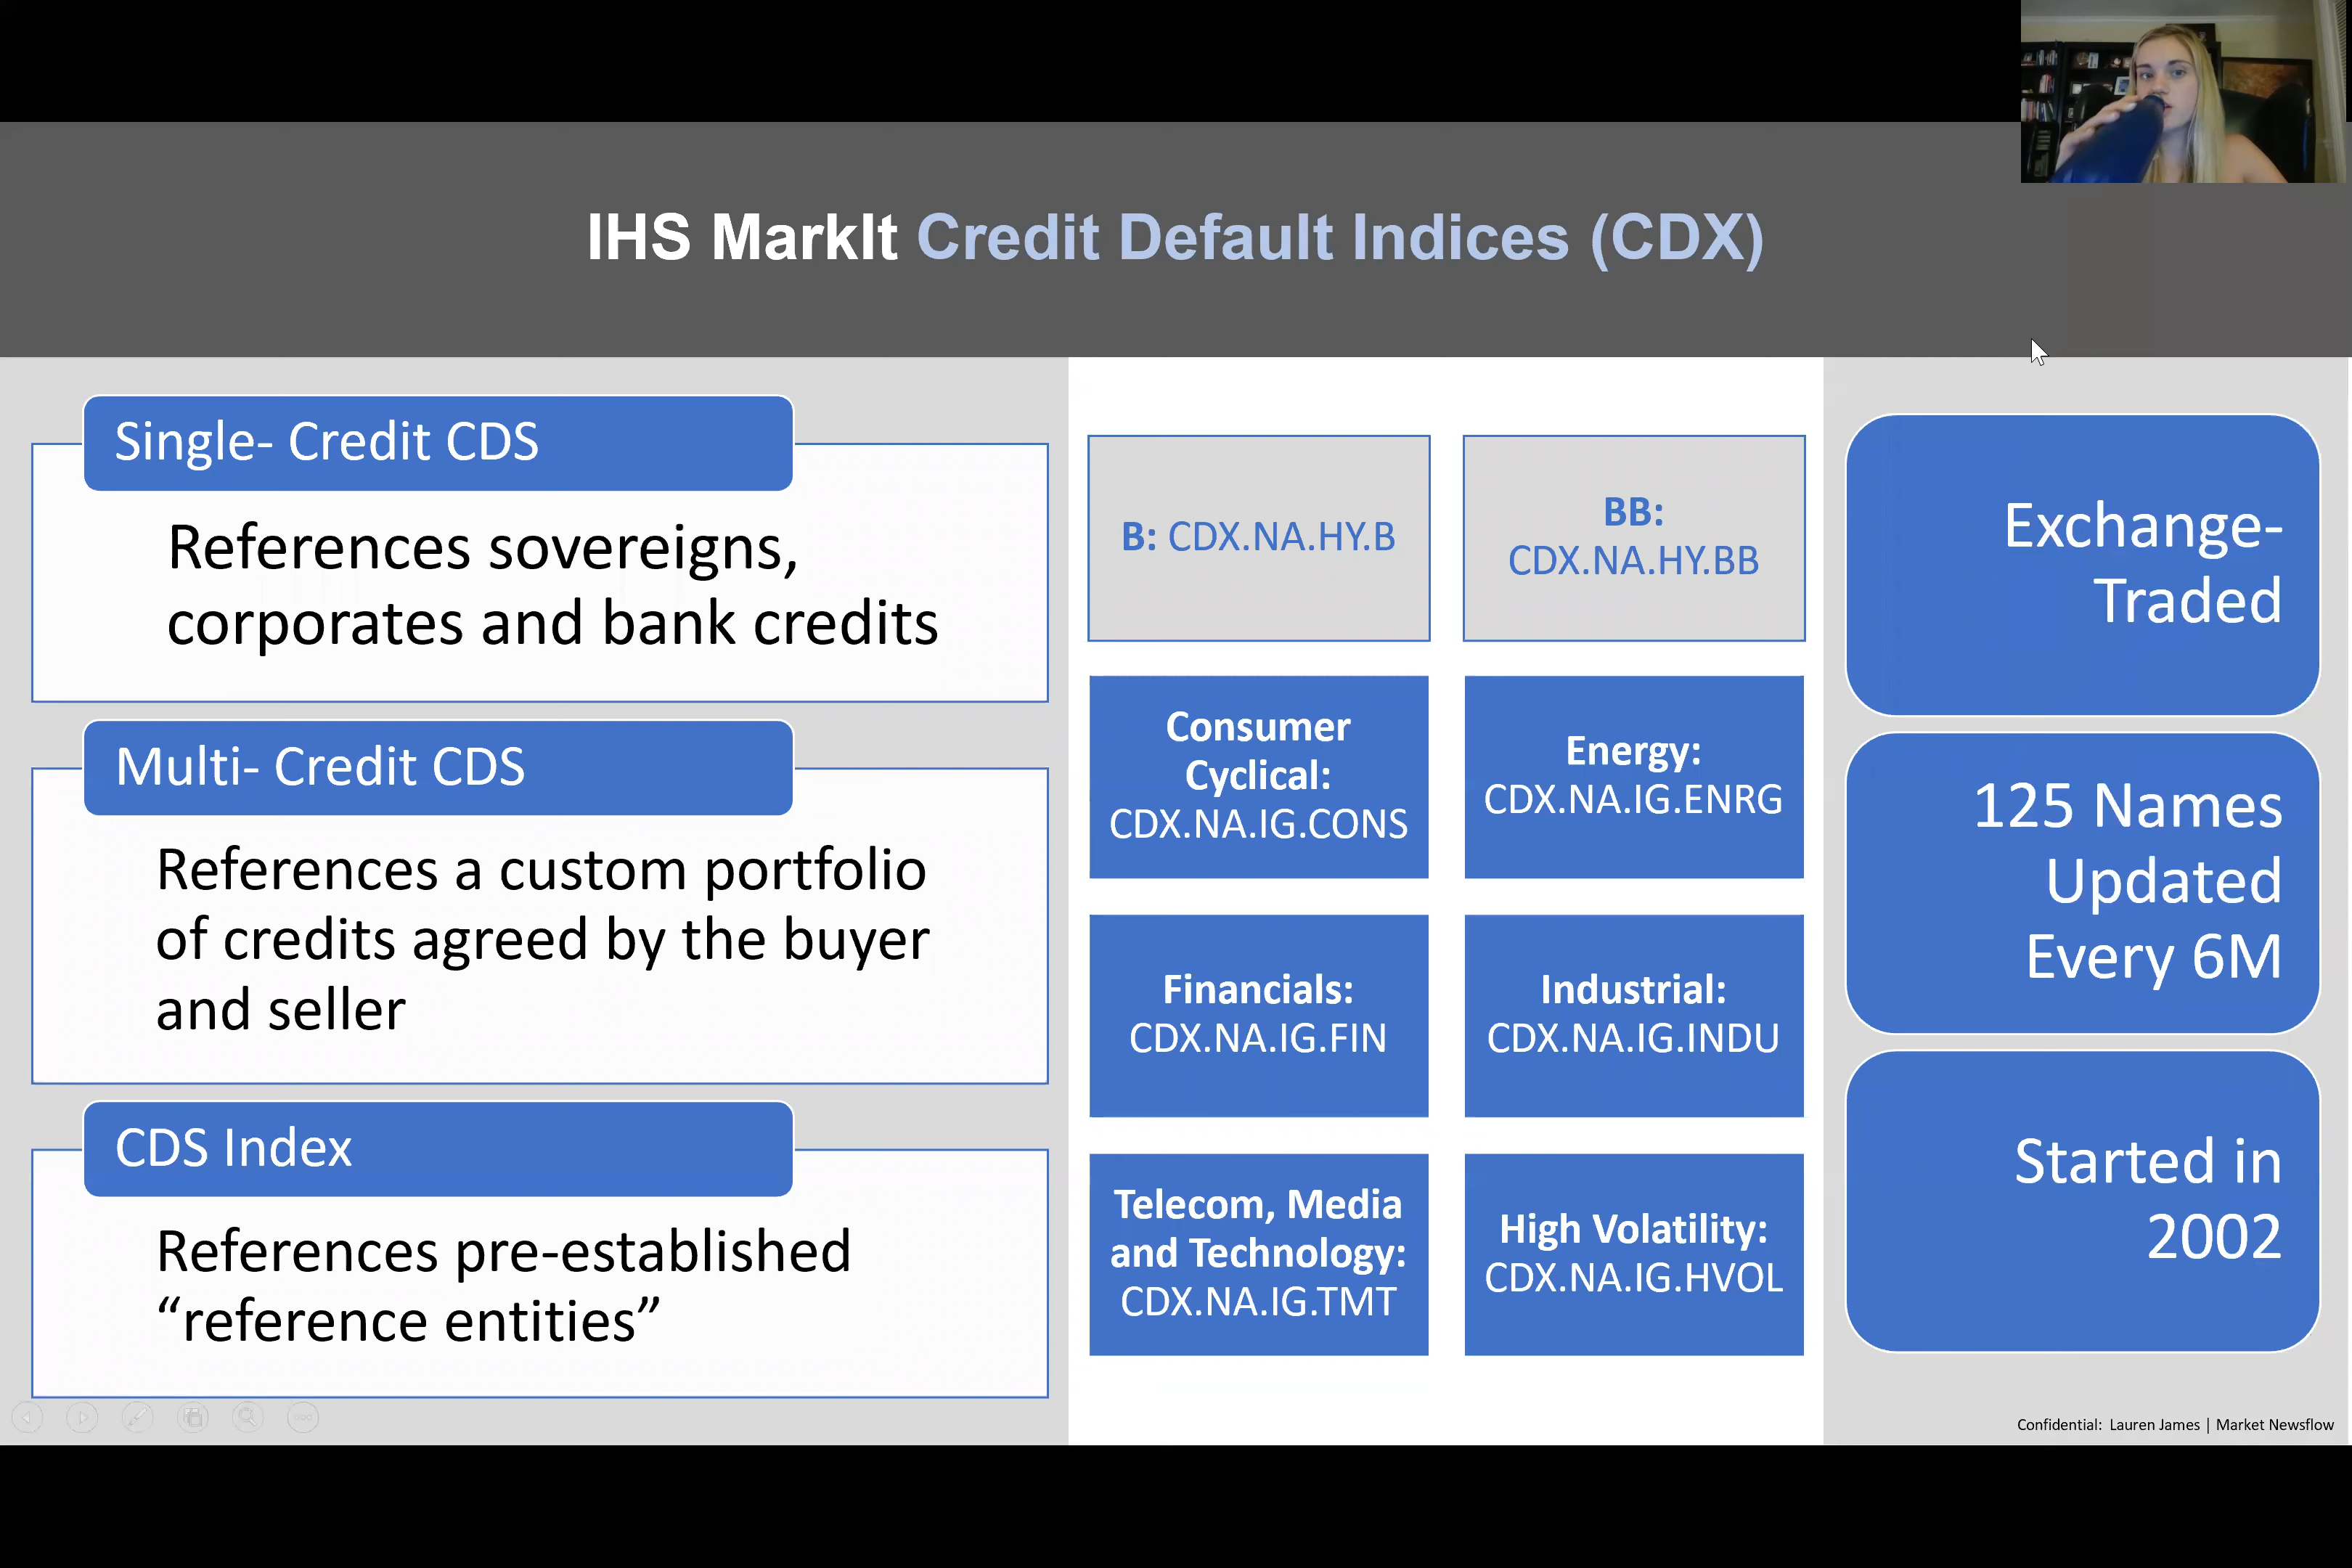 IHS MarkIt Credit Default Indices (CDX)
Single- Credit CDS
References sovereigns,
corporates and bank credits
Multi- Credit CDS
References a custom portfolio
of credits agreed by the buyer
and seller
CDS Index
References pre-established
“reference entities”
B: CDX.NA.HY.B
BB:
CDX.NA.HY.BB
Consumer
Cyclical:
CDX.NA.IG.CONS
Energy:
CDX.NA.IG.ENRG
Financials:
CDX.NA.IG.FIN
Industrial:
CDX.NA.IG.INDU
Telecom, Media
and Technology:
CDX.NA.IG.TMT
High Volatility:
CDX.NA.IG.HVOL
Exchange-
Traded
125 Names
Updated
Every 6M
Started in
2002
Confidential: Lauren James | Market Newsflow